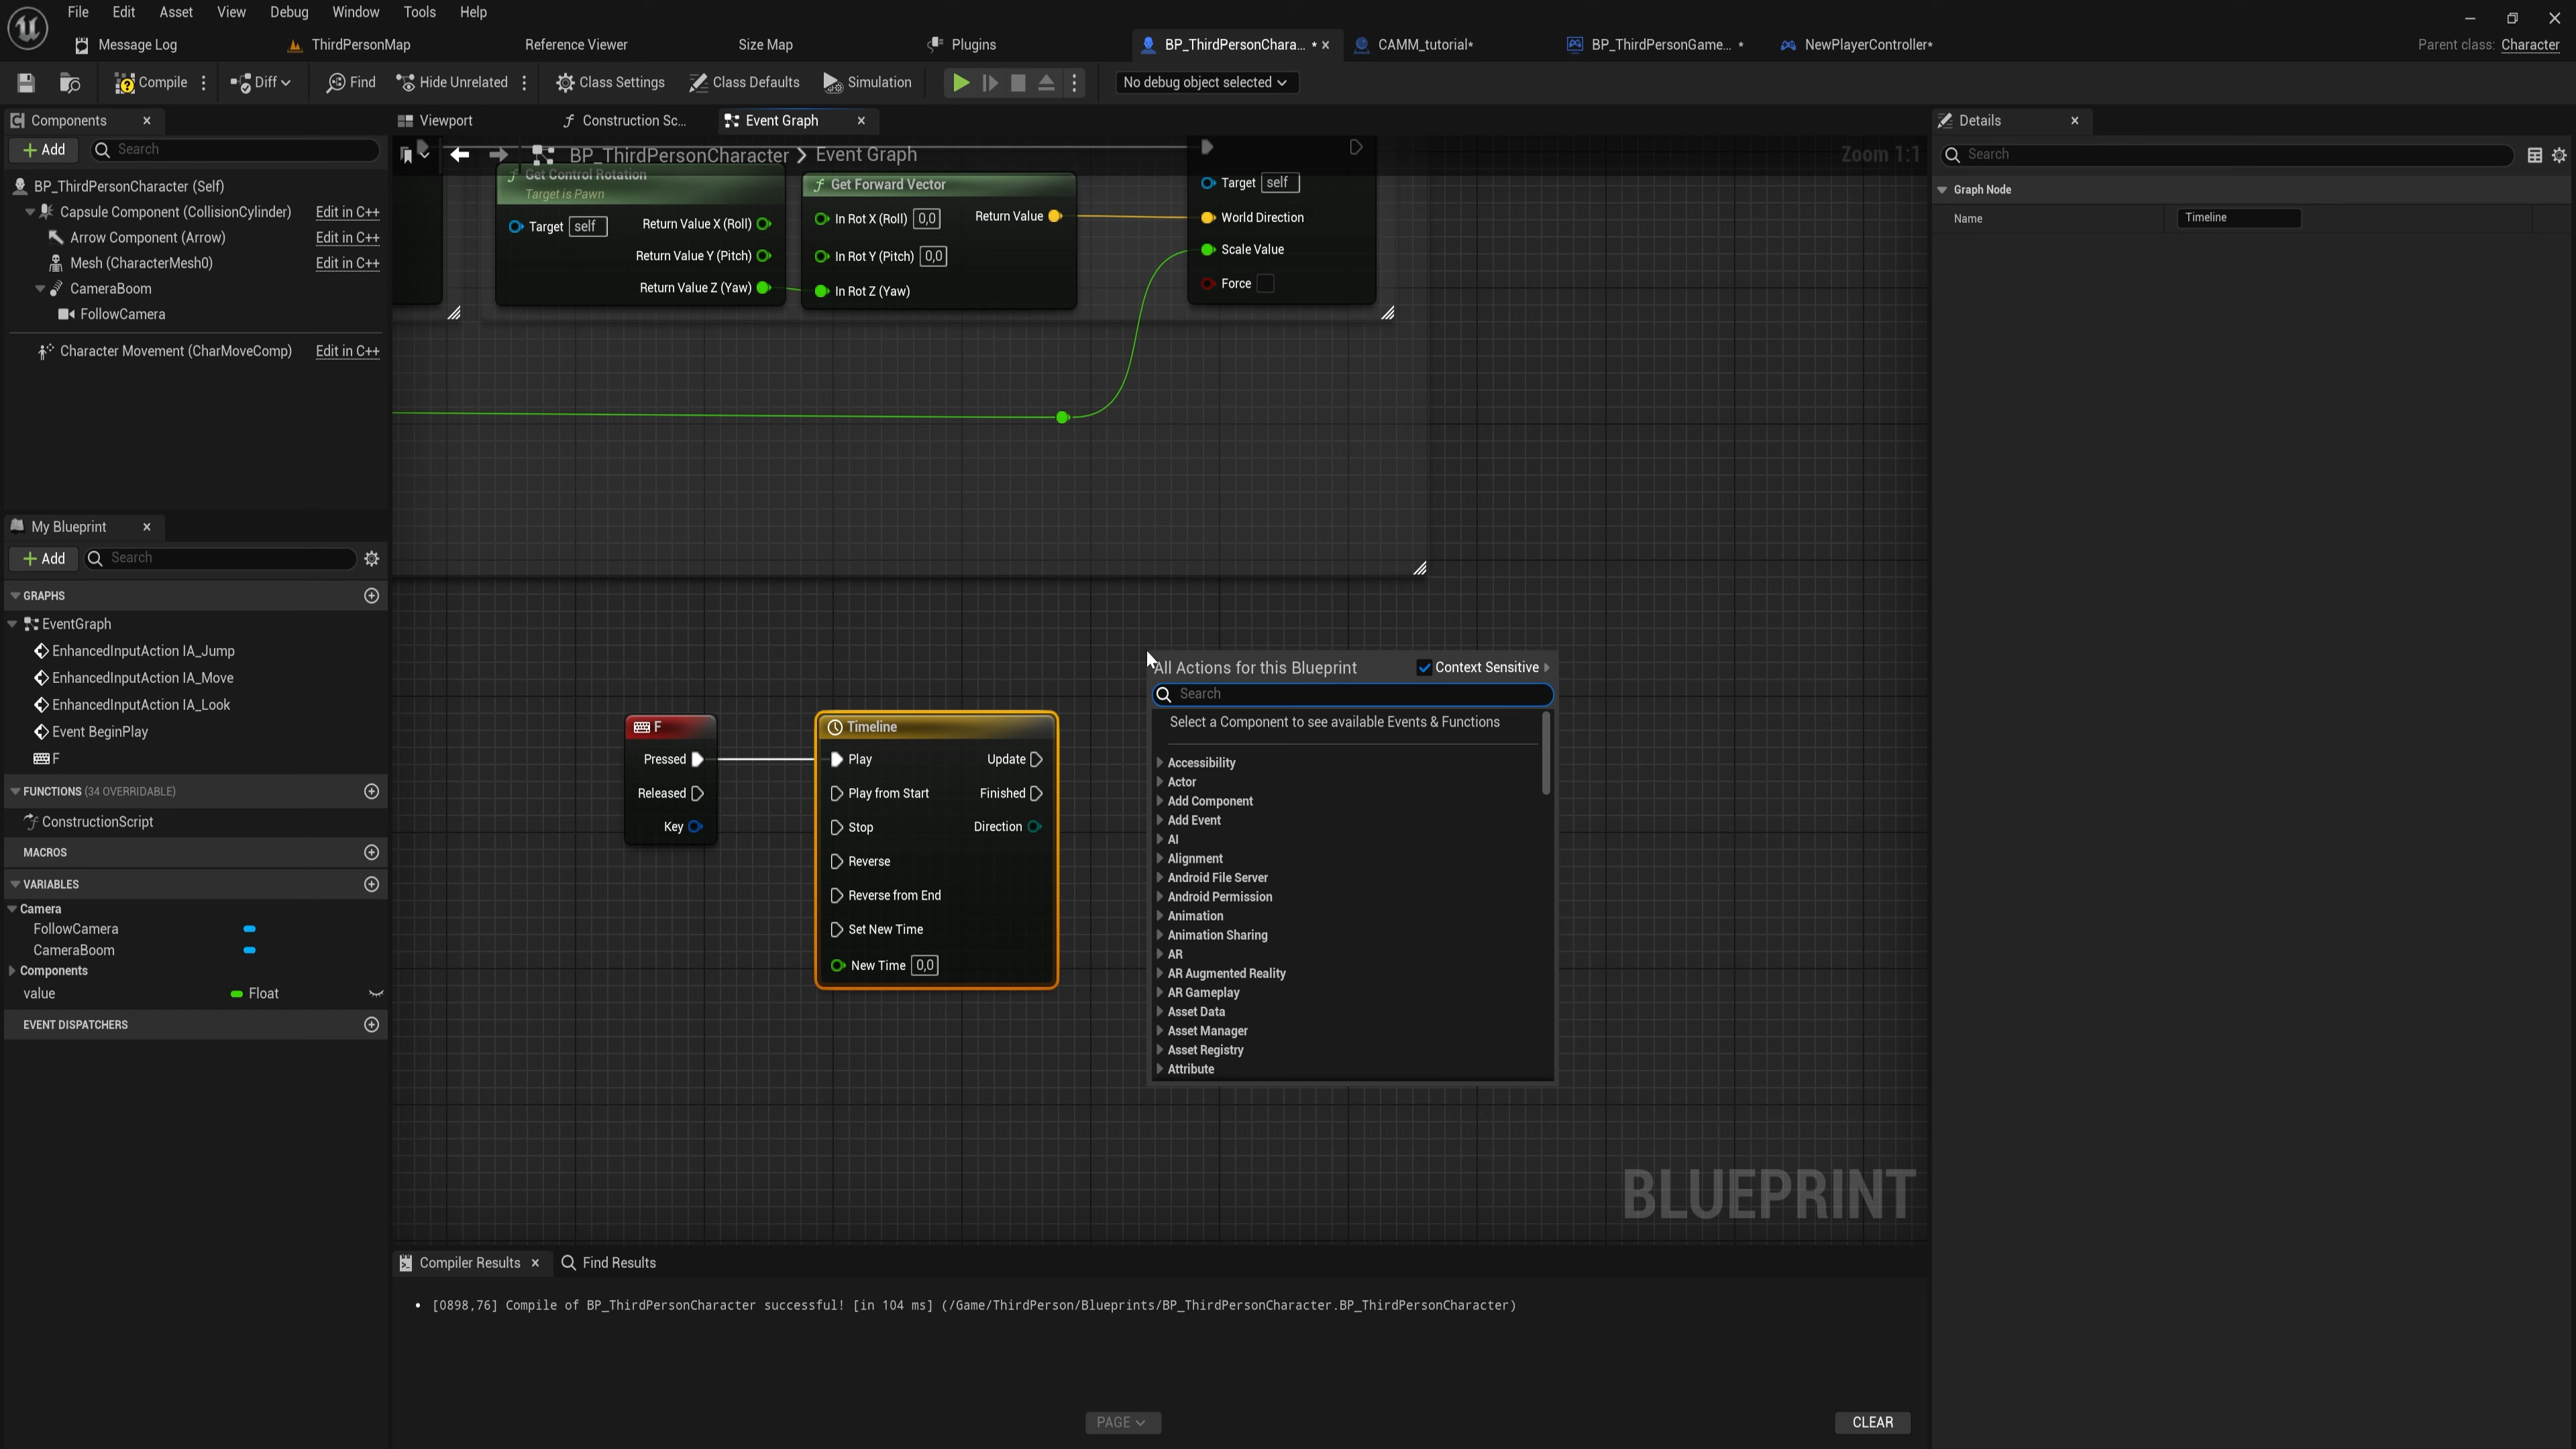 File Edit Asset View Debug Window Tools Help
Message Log ThirdPersonMap Reference Viewer Size Map Plugins BP_ThirdPersonChara... * CAMM_tutorial* BP_ThirdPersonGame... * NewPlayerController* Parent class: Character
Compile Diff Find Hide Unrelated Class Settings Class Defaults Simulation No debug object selected
Components
Add Search
BP_ThirdPersonCharacter (Self)
Capsule Component (CollisionCylinder) Edit in C++
Arrow Component (Arrow) Edit in C++
Mesh (CharacterMesh0) Edit in C++
CameraBoom
FollowCamera
Character Movement (CharMoveComp) Edit in C++
My Blueprint
Add Search
GRAPHS
EventGraph
EnhancedInputAction IA_Jump
EnhancedInputAction IA_Move
EnhancedInputAction IA_Look
Event BeginPlay
F
FUNCTIONS (34 OVERRIDABLE)
ConstructionScript
MACROS
VARIABLES
Camera
FollowCamera
CameraBoom
Components
value Float
EVENT DISPATCHERS
Viewport Construction Sc... Event Graph
BP_ThirdPersonCharacter > Event Graph Zoom 1:1
Get Control Rotation
Target is Pawn
Target self Return Value X (Roll)
Return Value Y (Pitch)
Return Value Z (Yaw)
Get Forward Vector
In Rot X (Roll) 0,0 Return Value
In Rot Y (Pitch) 0,0
In Rot Z (Yaw)
Target self
World Direction
Scale Value
Force
F
Pressed
Released
Key
Timeline
Play Update
Play from Start Finished
Stop Direction
Reverse
Reverse from End
Set New Time
New Time 0,0
All Actions for this Blueprint Context Sensitive
Search
Select a Component to see available Events & Functions
Accessibility
Actor
Add Component
Add Event
AI
Alignment
Android File Server
Android Permission
Animation
Animation Sharing
AR
AR Augmented Reality
AR Gameplay
Asset Data
Asset Manager
Asset Registry
Attribute
BLUEPRINT
Compiler Results Find Results
[0898,76] Compile of BP_ThirdPersonCharacter successful! [in 104 ms] (/Game/ThirdPerson/Blueprints/BP_ThirdPersonCharacter.BP_ThirdPersonCharacter)
PAGE CLEAR
Details
Search
Graph Node
Name Timeline